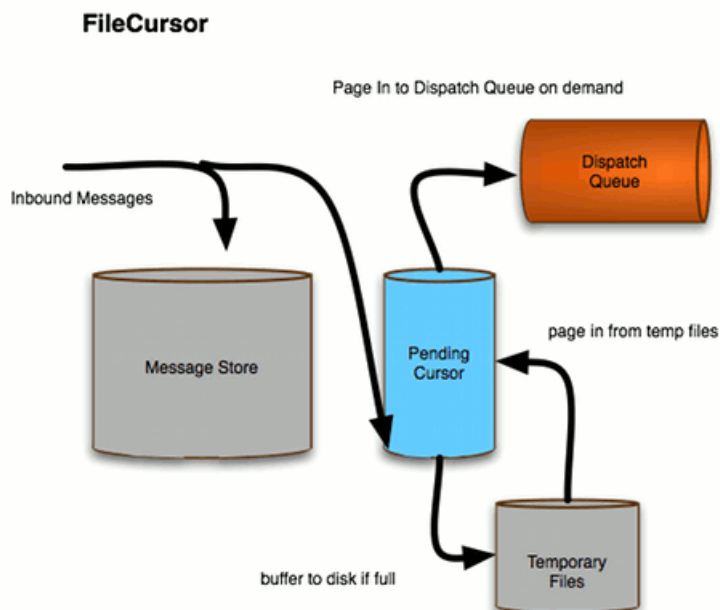 FileCursor
Page In to Dispatch Queue on demand
Dispatch
Queue
Inbound Messages
page in from temp files
Message Store
Pending
Cursor
buffer to disk if full
Temporary
Files